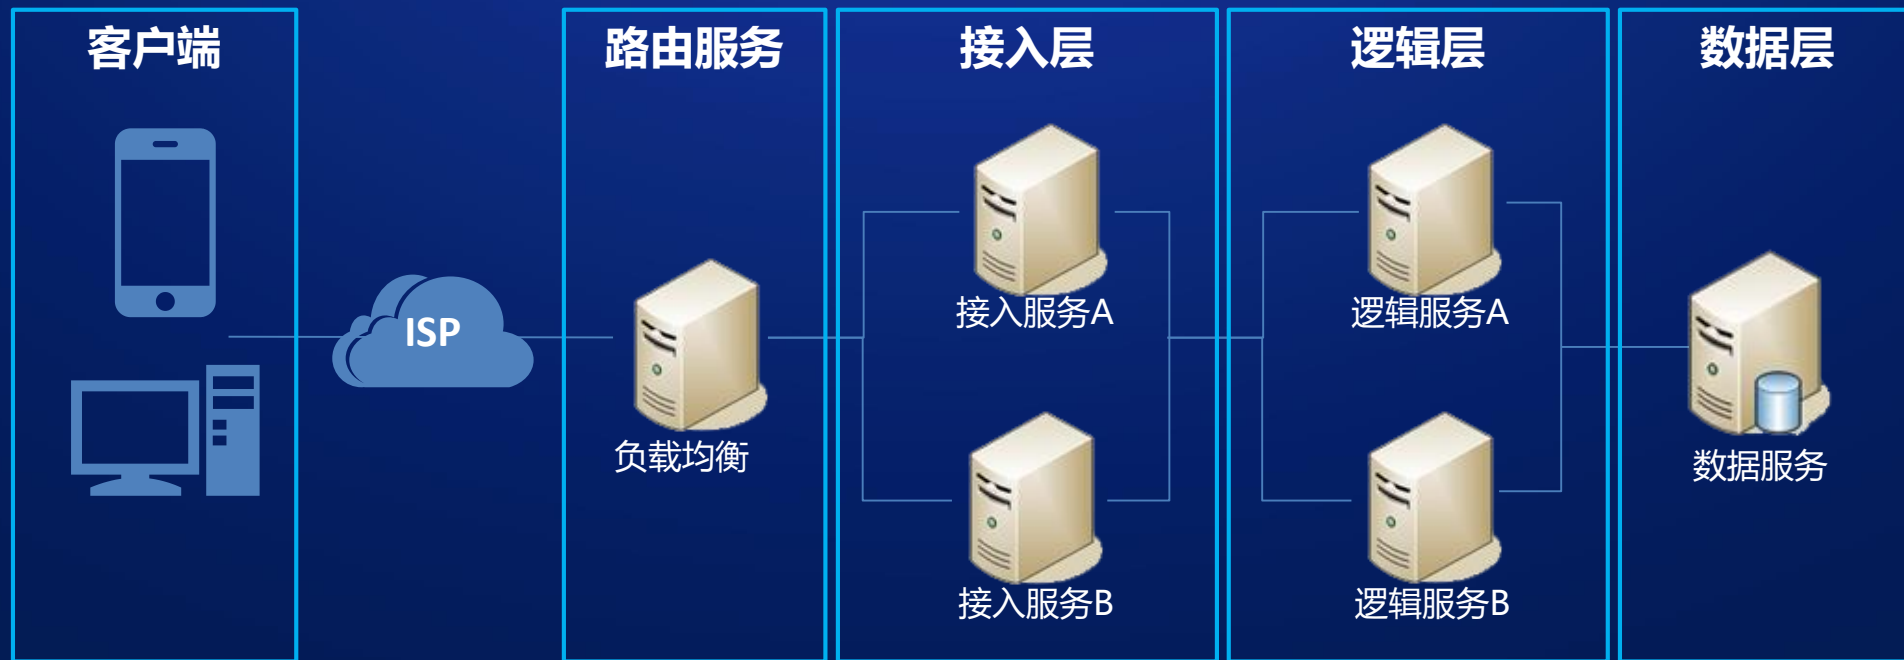 客户端
路由服务
接入层
逻辑层
数据层
ISP
接入服务A
逻辑服务A
负载均衡
数据服务
接入服务B
逻辑服务B